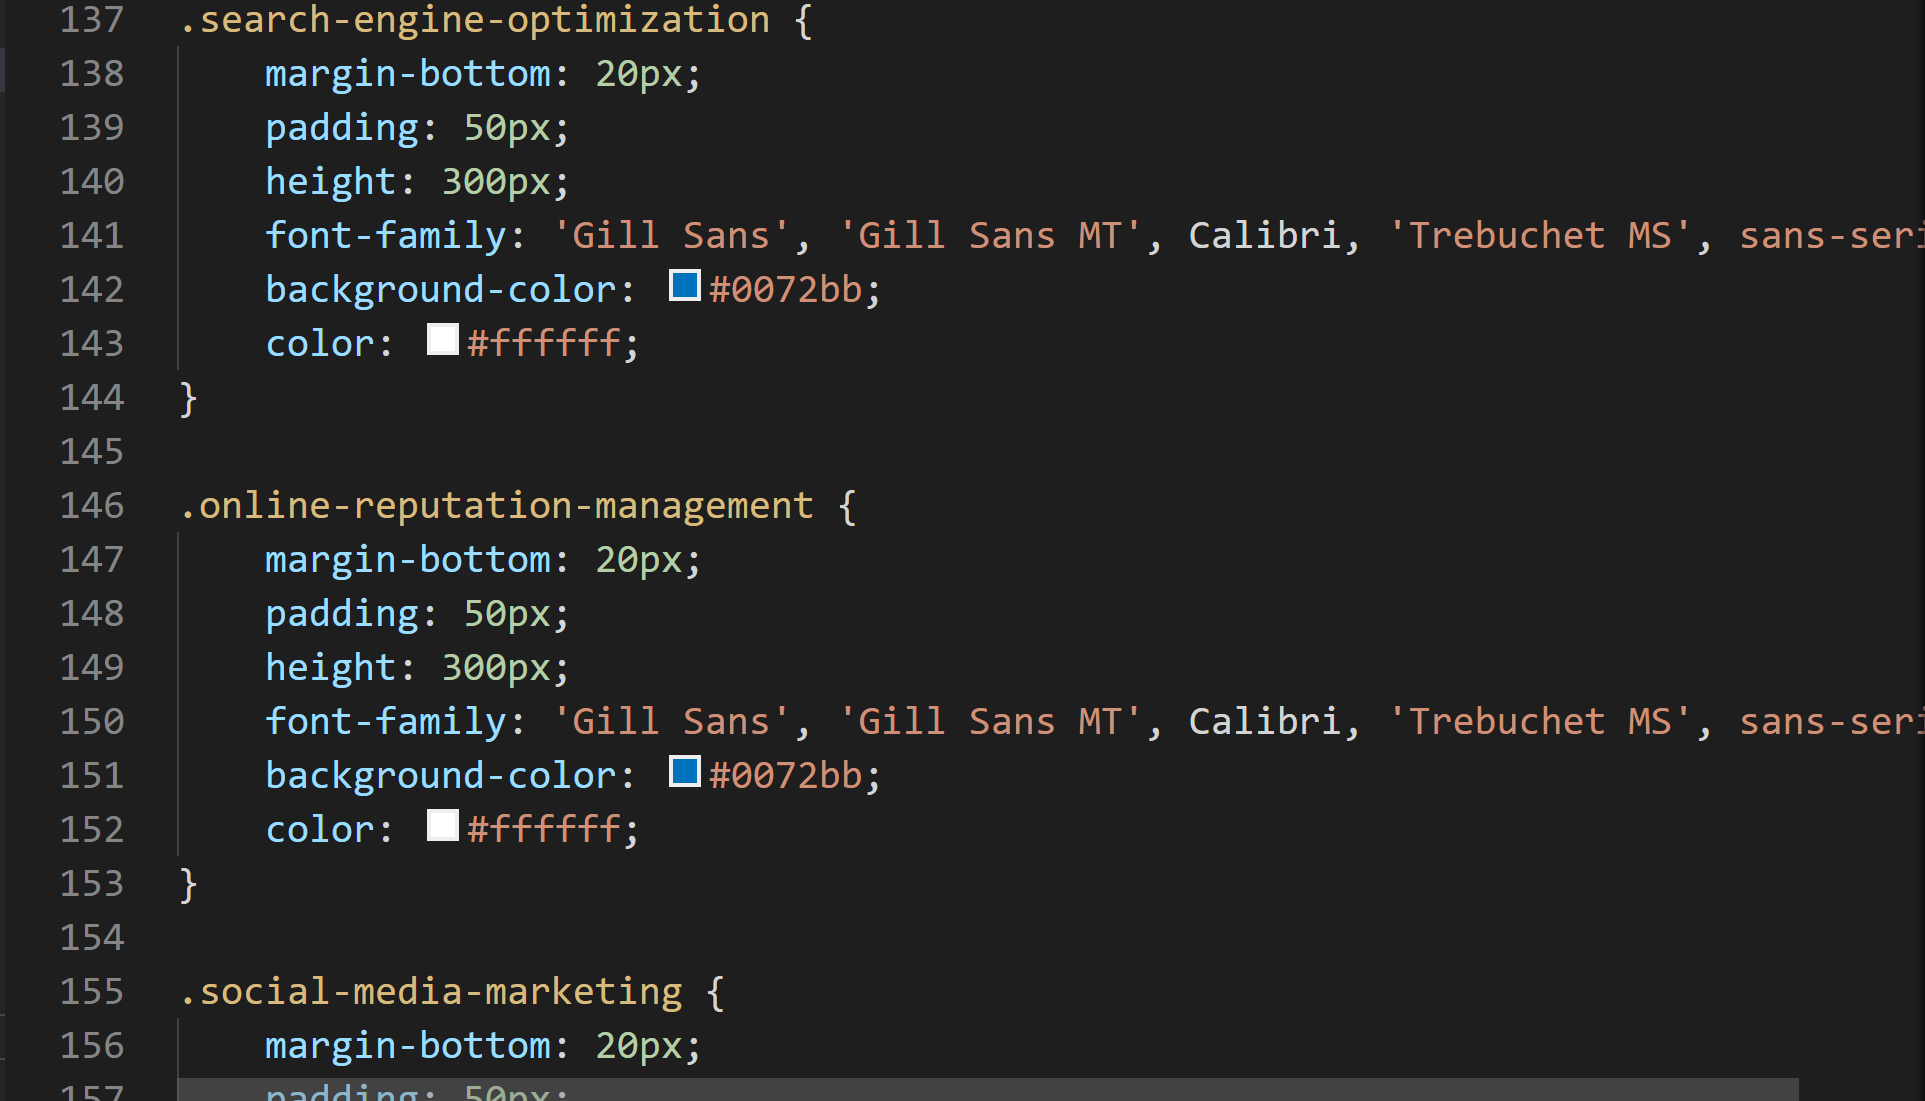 137 .search-engine-optimization {
138     margin-bottom: 20px;
139     padding: 50px;
140     height: 300px;
141     font-family: 'Gill Sans', 'Gill Sans MT', Calibri, 'Trebuchet MS', sans-seri
142     background-color: #0072bb;
143     color: #ffffff;
144 }
145
146 .online-reputation-management {
147     margin-bottom: 20px;
148     padding: 50px;
149     height: 300px;
150     font-family: 'Gill Sans', 'Gill Sans MT', Calibri, 'Trebuchet MS', sans-seri
151     background-color: #0072bb;
152     color: #ffffff;
153 }
154
155 .social-media-marketing {
156     margin-bottom: 20px;
157     padding: 50px;